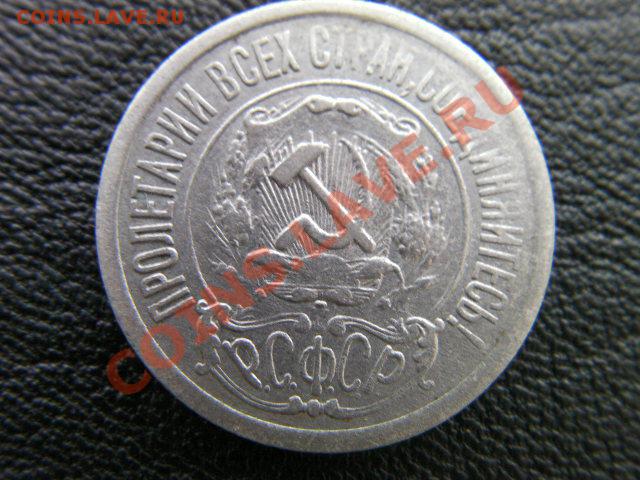 COINS.LAVE.RU
ПРОЛЕТАРИИ ВСЕХ СТРАН, СОЕДИНЯЙТЕСЬ!
Р.С.Ф.С.Р.
COINS.LAVE.RU